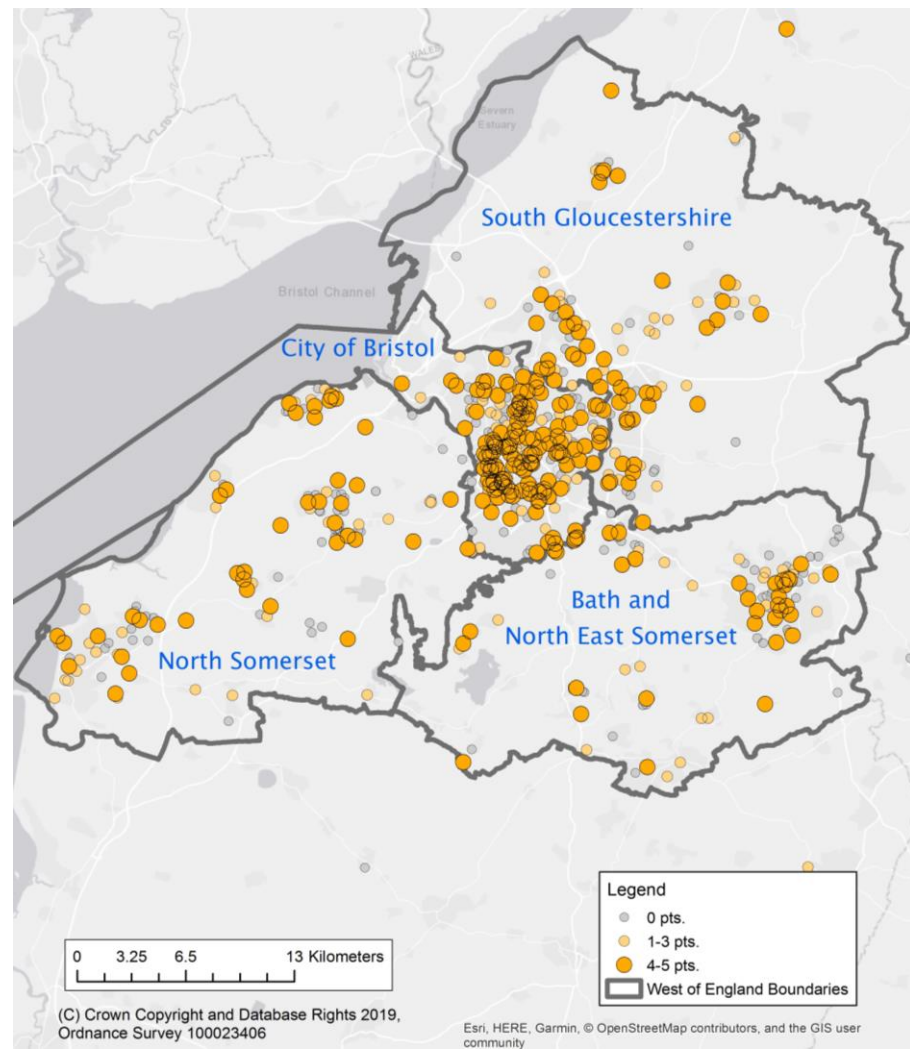 WALES
Severn
Estuary
South Gloucestershire
Bristol Channel
City of Bristol
Bath and
North East Somerset
North Somerset
Legend
0 pts.
1-3 pts.
4-5 pts.
West of England Boundaries
0 3.25 6.5 13 Kilometers
(C) Crown Copyright and Database Rights 2019,
Ordnance Survey 100023406
Esri, HERE, Garmin, © OpenStreetMap contributors, and the GIS user
community